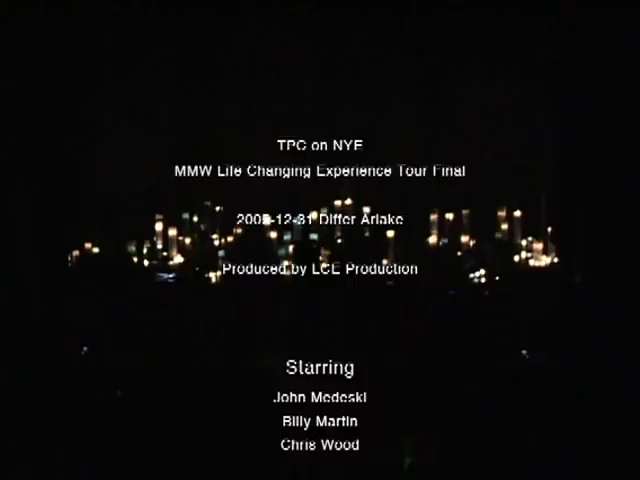 TPC on NYE
MMW Life Changing Experience Tour Final
Differ Ariake
Produced by LCE Production
Starring
John Medeski
Billy Martin
Chris Wood